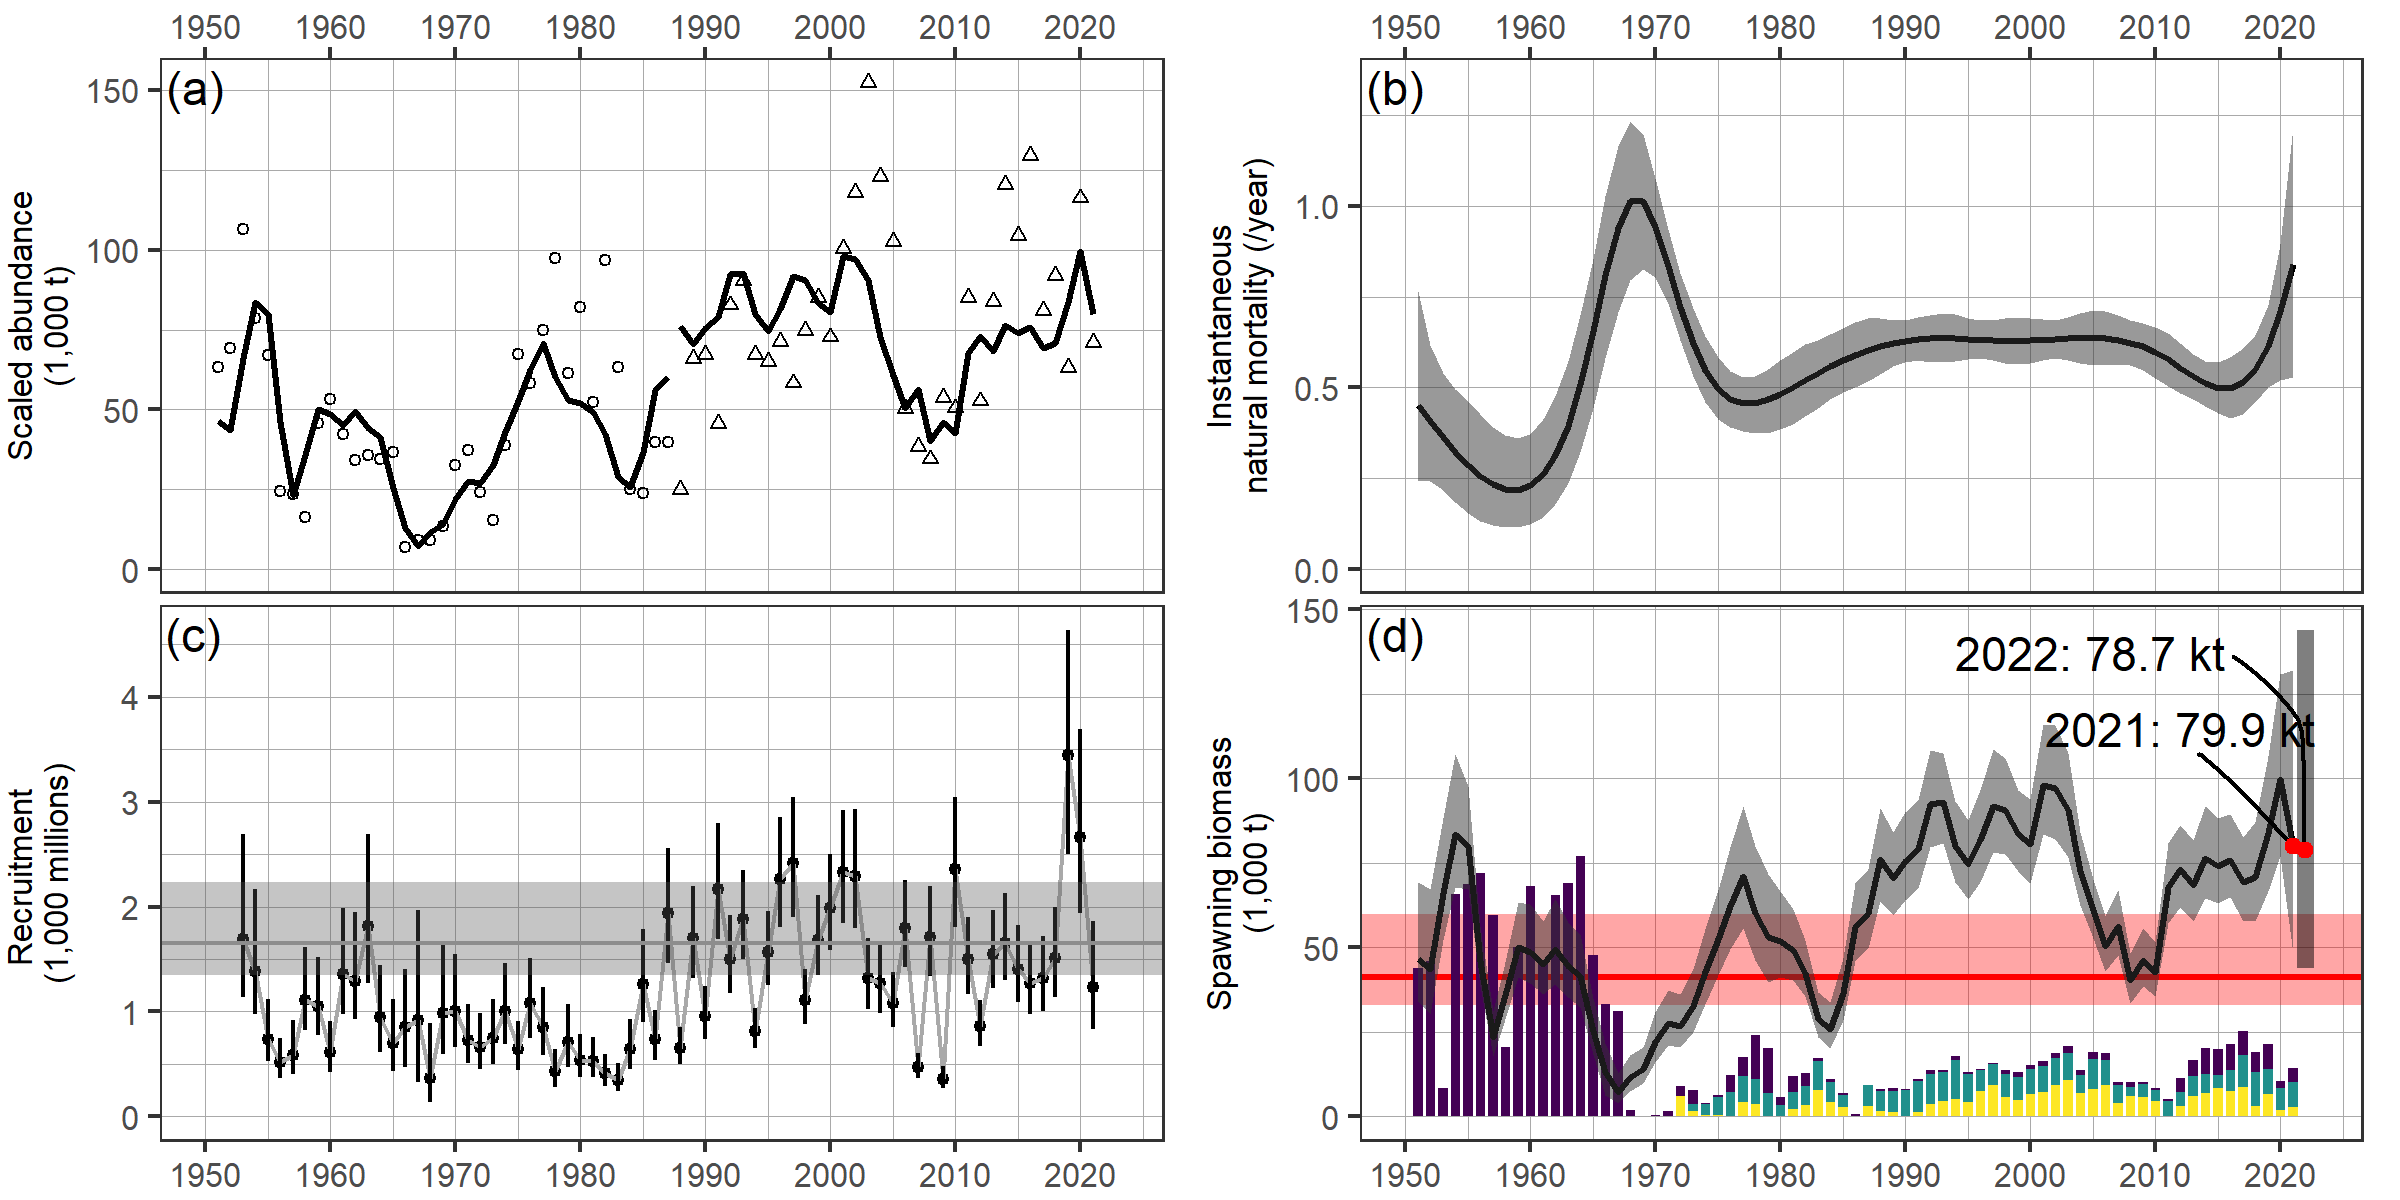 1950 1960 1970 1980 1990 2000 2010 2020
(a)
150
100
50
0
Scaled abundance
(1,000 t)
1950 1960 1970 1980 1990 2000 2010 2020
(b)
1.0
0.5
0.0
Instantaneous
natural mortality (/year)
(c)
4
3
2
1
0
Recruitment
(1,000 millions)
1950 1960 1970 1980 1990 2000 2010 2020
(d)
150
100
50
0
Spawning biomass
(1,000 t)
2022: 78.7 kt
2021: 79.9 kt
1950 1960 1970 1980 1990 2000 2010 2020